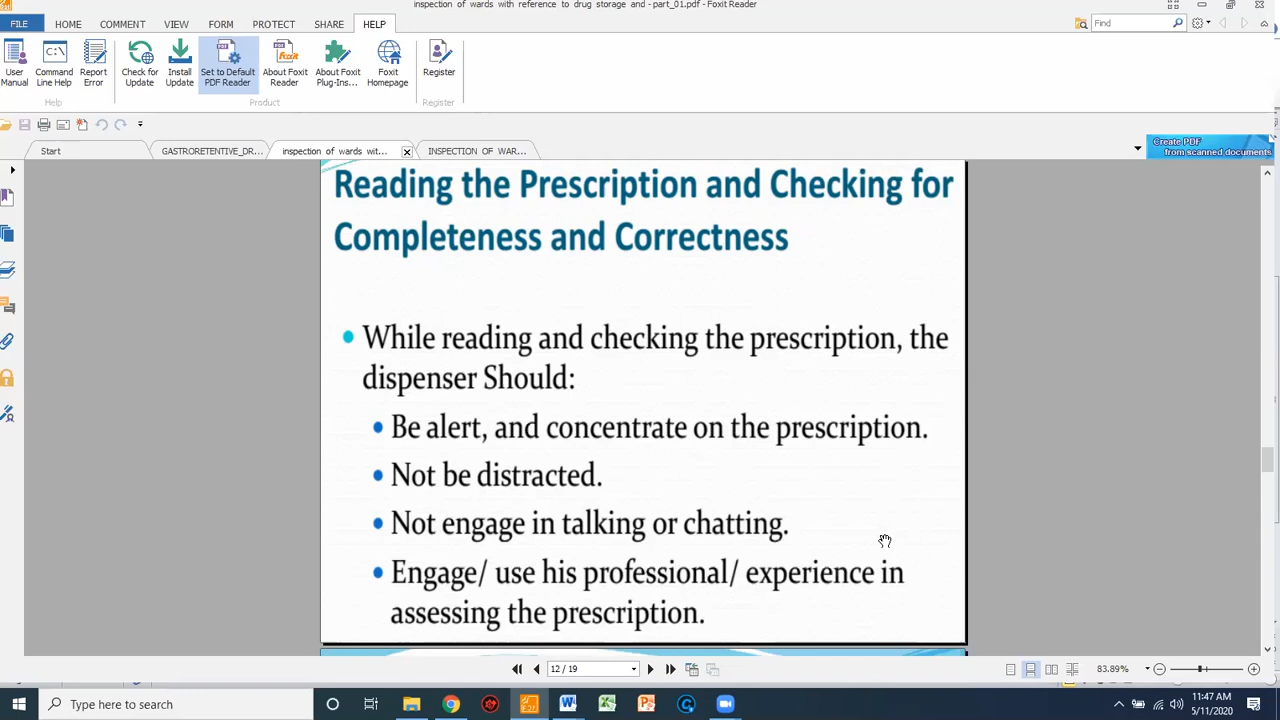 inspection of wards with reference to drug storage and - part_01.pdf - Foxit Reader
FILE HOME COMMENT VIEW FORM PROTECT SHARE HELP
Find
User Manual
Command Line Help
Report Error
Check for Update
Install Update
Set to Default PDF Reader
About Foxit Reader
About Foxit Plug-Ins...
Foxit Homepage
Register
Help
Product
Register
Start
GASTRORETENTIVE_DR...
inspection of wards wit...
INSPECTION OF WAR...
Create PDF
from scanned documents
Reading the Prescription and Checking for
Completeness and Correctness
• While reading and checking the prescription, the
dispenser Should:
• Be alert, and concentrate on the prescription.
• Not be distracted.
• Not engage in talking or chatting.
• Engage/ use his professional/ experience in
assessing the prescription.
12 / 19
83.89%
Type here to search
11:47 AM
5/11/2020